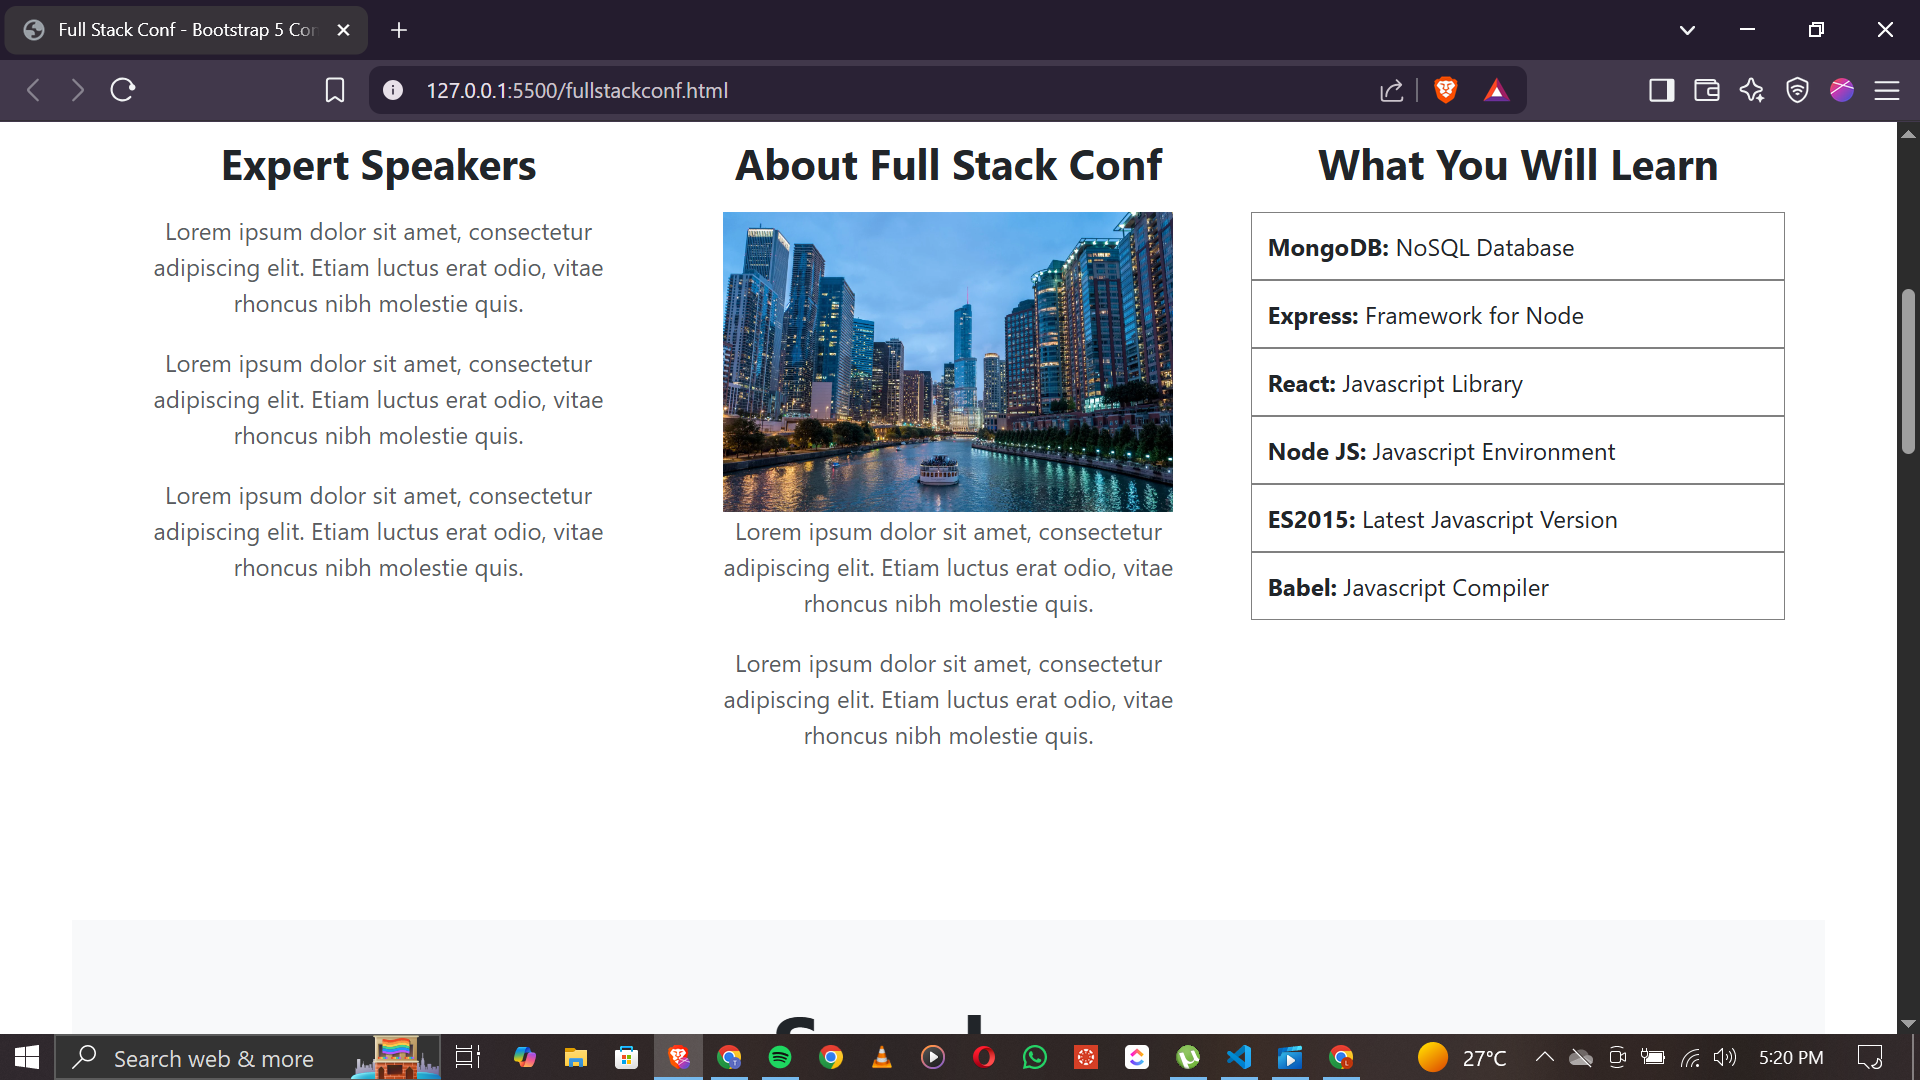 Full Stack Conf - Bootstrap 5 Cor
127.0.0.1:5500/fullstackconf.html
Expert Speakers
Lorem ipsum dolor sit amet, consectetur
adipiscing elit. Etiam luctus erat odio, vitae
rhoncus nibh molestie quis.
Lorem ipsum dolor sit amet, consectetur
adipiscing elit. Etiam luctus erat odio, vitae
rhoncus nibh molestie quis.
Lorem ipsum dolor sit amet, consectetur
adipiscing elit. Etiam luctus erat odio, vitae
rhoncus nibh molestie quis.
About Full Stack Conf
Lorem ipsum dolor sit amet, consectetur
adipiscing elit. Etiam luctus erat odio, vitae
rhoncus nibh molestie quis.
Lorem ipsum dolor sit amet, consectetur
adipiscing elit. Etiam luctus erat odio, vitae
rhoncus nibh molestie quis.
What You Will Learn
MongoDB: NoSQL Database
Express: Framework for Node
React: Javascript Library
Node JS: Javascript Environment
ES2015: Latest Javascript Version
Babel: Javascript Compiler
Search web & more
27°C
5:20 PM